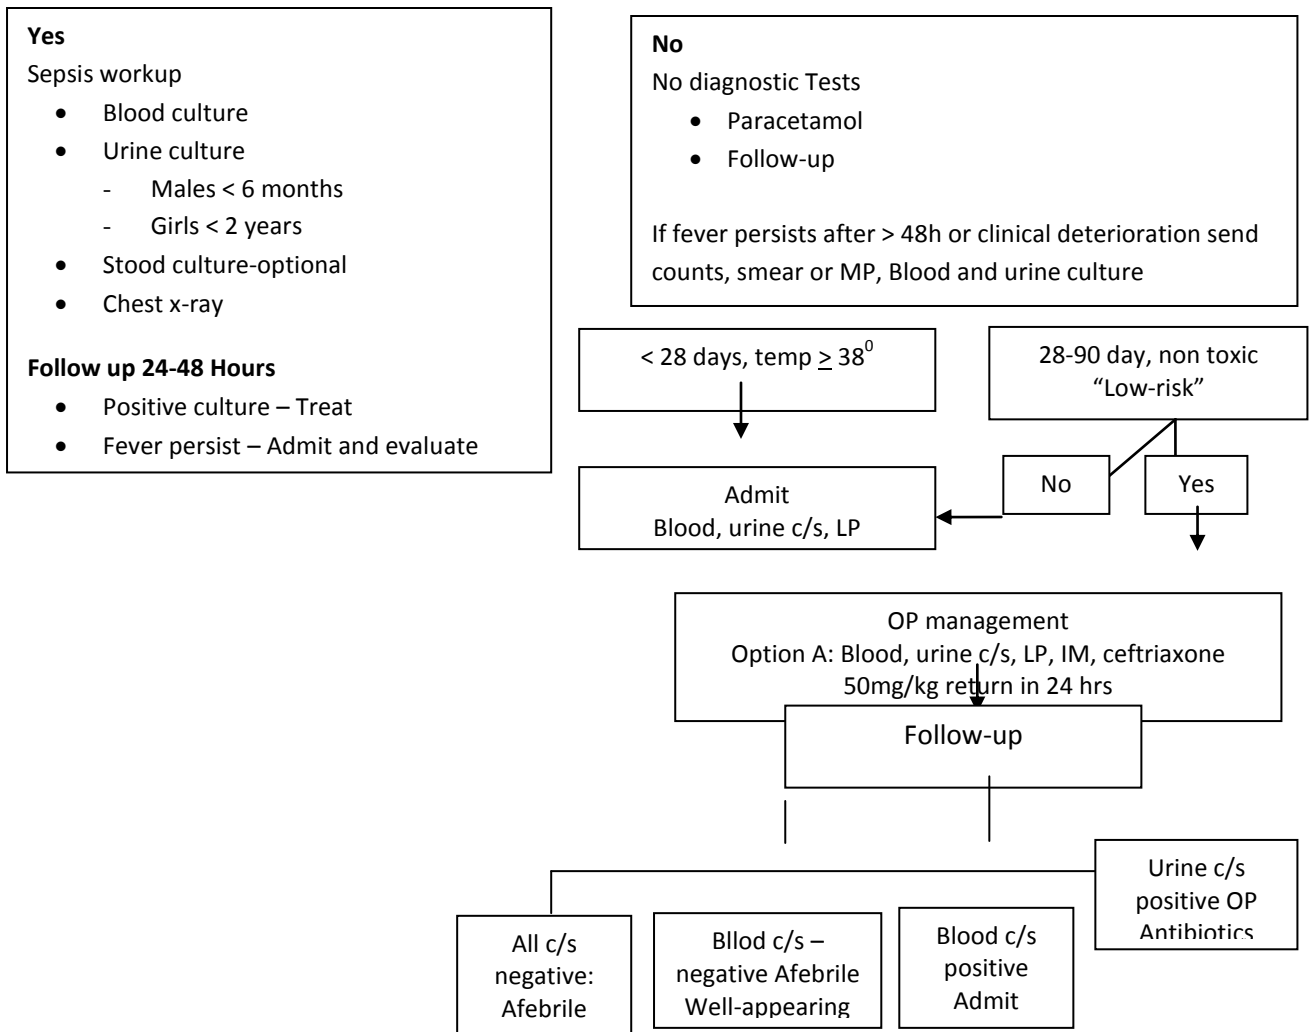 Yes
Sepsis workup
• Blood culture
• Urine culture
- Males < 6 months
- Girls < 2 years
• Stood culture-optional
• Chest x-ray
Follow up 24-48 Hours
• Positive culture – Treat
• Fever persist – Admit and evaluate
No
No diagnostic Tests
• Paracetamol
• Follow-up
If fever persists after > 48h or clinical deterioration send
counts, smear or MP, Blood and urine culture
< 28 days, temp ≥ 38⁰
28-90 day, non toxic
“Low-risk”
No
Yes
Admit
Blood, urine c/s, LP
OP management
Option A: Blood, urine c/s, LP, IM, ceftriaxone
50mg/kg return in 24 hrs
Follow-up
Urine c/s
positive OP
Antibiotics
All c/s
negative:
Afebrile
Bllod c/s –
negative Afebrile
Well-appearing
Blood c/s
positive
Admit